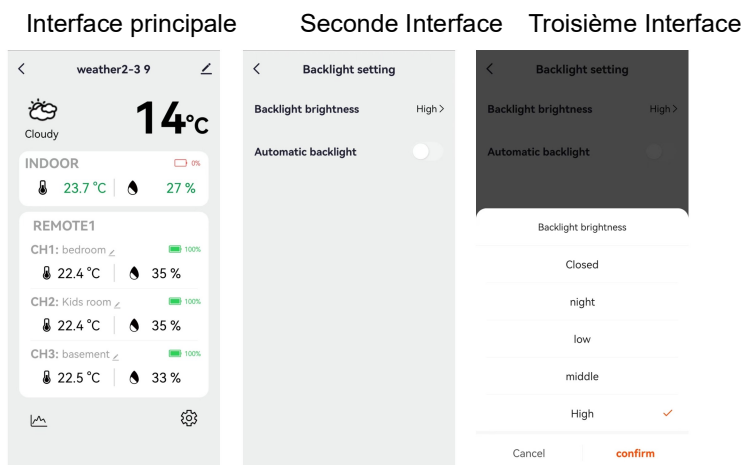 Interface principale
Seconde Interface
Troisième Interface
weather2-3 9
Cloudy
14°C
INDOOR
0%
23.7 °C
27 %
REMOTE1
CH1: bedroom
100%
22.4 °C
35 %
CH2: Kids room
100%
22.4 °C
35 %
CH3: basement
100%
22.5 °C
33 %
Backlight setting
Backlight brightness
High >
Automatic backlight
Backlight setting
Backlight brightness
High >
Automatic backlight
Backlight brightness
Closed
night
low
middle
High
Cancel
confirm